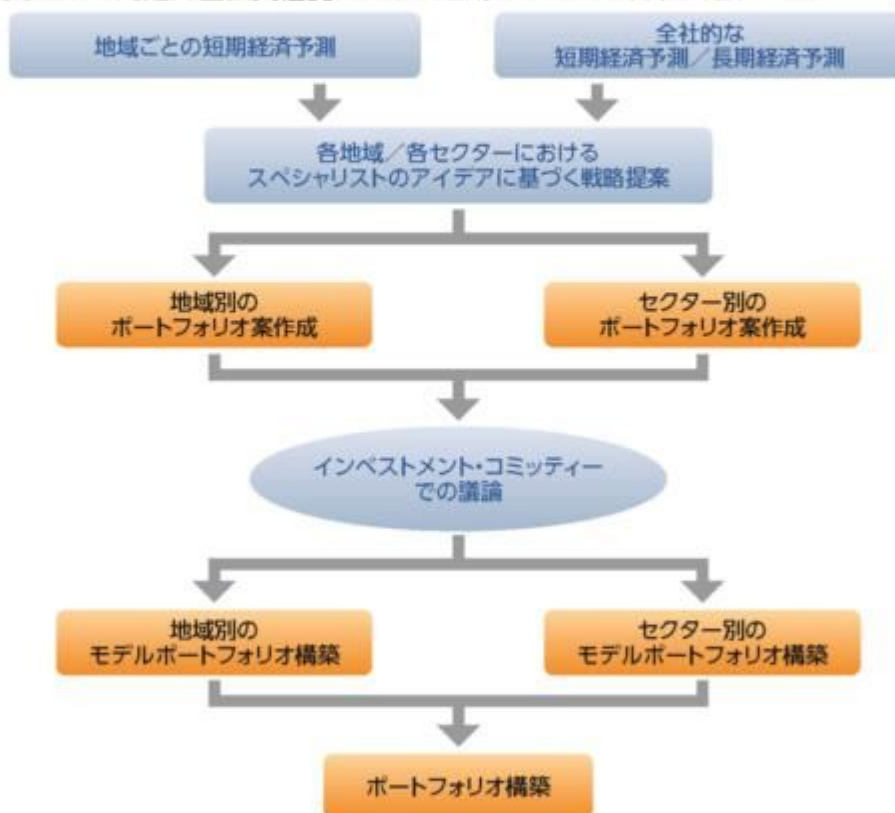 地域ごとの短期経済予測
全社的な
短期経済予測／長期経済予測
各地域／各セクターにおける
スペシャリストのアイデアに基づく戦略提案
地域別の
ポートフォリオ案作成
セクター別の
ポートフォリオ案作成
インベストメント・コミッティー
での議論
地域別の
モデルポートフォリオ構築
セクター別の
モデルポートフォリオ構築
ポートフォリオ構築